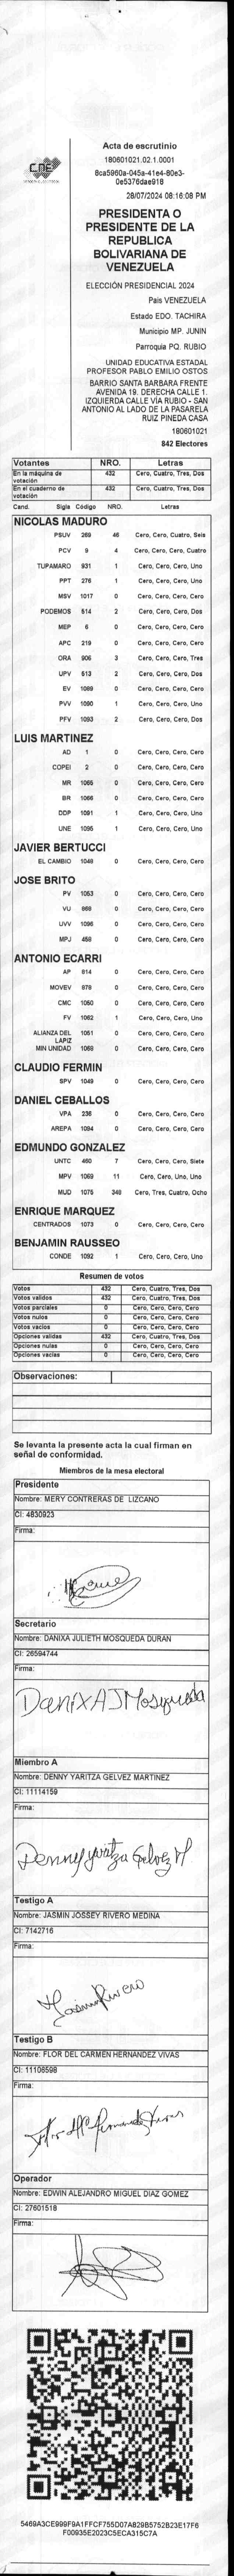 CNE
Acta de escrutinio
180601021.02.1.0001
8ca5960a-045a-41e4-80e3-
0e5376dae918
28/07/2024 08:16:08 PM
PRESIDENTA O
PRESIDENTE DE LA
REPUBLICA
BOLIVARIANA DE
VENEZUELA
ELECCIÓN PRESIDENCIAL 2024
Pais VENEZUELA
Estado EDO. TACHIRA
Municipio MP. JUNIN
Parroquia PQ. RUBIO
UNIDAD EDUCATIVA ESTADAL
PROFESOR PABLO EMILIO OSTOS
BARRIO SANTA BARBARA FRENTE
AVENIDA 19. DERECHA CALLE 1.
IZQUIERDA CALLE VÍA RUBIO - SAN
ANTONIO AL LADO DE LA PASARELA
RUIZ PINEDA CASA
180601021
842 Electores
Votantes NRO. Letras
En la máquina de votación 432 Cero, Cuatro, Tres, Dos
En el cuaderno de votación 432 Cero, Cuatro, Tres, Dos
Cand. Sigla Código NRO. Letras
NICOLAS MADURO
PSUV 269 46 Cero, Cero, Cuatro, Seis
PCV 9 4 Cero, Cero, Cero, Cuatro
TUPAMARO 931 1 Cero, Cero, Cero, Uno
PPT 276 1 Cero, Cero, Cero, Uno
MSV 1017 0 Cero, Cero, Cero, Cero
PODEMOS 514 2 Cero, Cero, Cero, Dos
MEP 6 0 Cero, Cero, Cero, Cero
APC 219 0 Cero, Cero, Cero, Cero
ORA 906 3 Cero, Cero, Cero, Tres
UPV 513 2 Cero, Cero, Cero, Dos
EV 1089 0 Cero, Cero, Cero, Cero
PVV 1090 1 Cero, Cero, Cero, Uno
PFV 1093 2 Cero, Cero, Cero, Dos
LUIS MARTINEZ
AD 1 0 Cero, Cero, Cero, Cero
COPEI 2 0 Cero, Cero, Cero, Cero
MR 1065 0 Cero, Cero, Cero, Cero
BR 1066 0 Cero, Cero, Cero, Cero
DDP 1091 1 Cero, Cero, Cero, Uno
UNE 1095 1 Cero, Cero, Cero, Uno
JAVIER BERTUCCI
EL CAMBIO 1048 0 Cero, Cero, Cero, Cero
JOSE BRITO
PV 1053 0 Cero, Cero, Cero, Cero
VU 868 0 Cero, Cero, Cero, Cero
UVV 1096 0 Cero, Cero, Cero, Cero
MPJ 459 0 Cero, Cero, Cero, Cero
ANTONIO ECARRI
AP 814 0 Cero, Cero, Cero, Cero
MOVEV 978 0 Cero, Cero, Cero, Cero
CMC 1050 0 Cero, Cero, Cero, Cero
FV 1062 1 Cero, Cero, Cero, Uno
ALIANZA DEL LAPIZ 1051 0 Cero, Cero, Cero, Cero
MIN UNIDAD 1058 0 Cero, Cero, Cero, Cero
CLAUDIO FERMIN
SPV 1049 0 Cero, Cero, Cero, Cero
DANIEL CEBALLOS
VPA 236 0 Cero, Cero, Cero, Cero
AREPA 1094 0 Cero, Cero, Cero, Cero
EDMUNDO GONZALEZ
UNTC 460 7 Cero, Cero, Cero, Siete
MPV 1069 11 Cero, Cero, Uno, Uno
MUD 1075 348 Cero, Tres, Cuatro, Ocho
ENRIQUE MARQUEZ
CENTRADOS 1073 0 Cero, Cero, Cero, Cero
BENJAMIN RAUSSEO
CONDE 1092 1 Cero, Cero, Cero, Uno
Resumen de votos
Votos 432 Cero, Cuatro, Tres, Dos
Votos validos 432 Cero, Cuatro, Tres, Dos
Votos parciales 0 Cero, Cero, Cero, Cero
Votos nulos 0 Cero, Cero, Cero, Cero
Votos vacios 0 Cero, Cero, Cero, Cero
Opciones validas 432 Cero, Cuatro, Tres, Dos
Opciones nulas 0 Cero, Cero, Cero, Cero
Opciones vacias 0 Cero, Cero, Cero, Cero
Observaciones:
Se levanta la presente acta la cual firman en
señal de conformidad.
Miembros de la mesa electoral
Presidente
Nombre: MERY CONTRERAS DE LIZCANO
CI: 4830923
Firma:
Secretario
Nombre: DANIXA JULIETH MOSQUEDA DURAN
CI: 26594744
Firma:
DanixA J Mosqueda
Miembro A
Nombre: DENNY YARITZA GELVEZ MARTINEZ
CI: 11114159
Firma:
Denny yaritza Gelvez M
Testigo A
Nombre: JASMIN JOSSEY RIVERO MEDINA
CI: 7142716
Firma:
Jasmin Rivero
Testigo B
Nombre: FLOR DEL CARMEN HERNANDEZ VIVAS
CI: 11106598
Firma:
Operador
Nombre: EDWIN ALEJANDRO MIGUEL DIAZ GOMEZ
CI: 27601518
Firma:
5469A3CE999F9A1FFCF755D07A829B5752B23E17F6
F00935E2023C5ECA315C7A